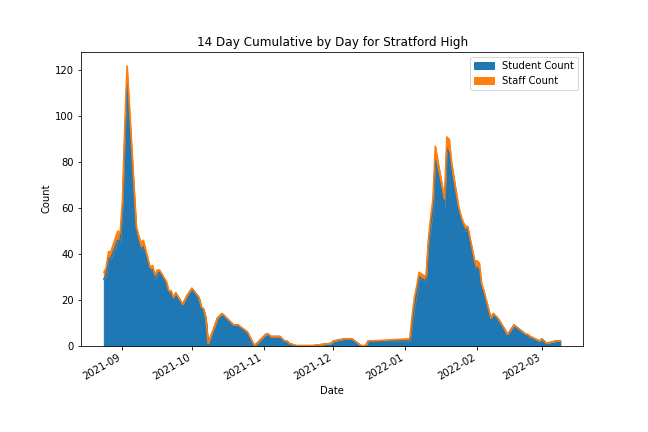 14 Day Cumulative by Day for Stratford High
Student Count
Staff Count
120
100
80
60
40
20
0
Count
2021-09
2021-10
2021-11
2021-12
2022-01
2022-02
2022-03
Date